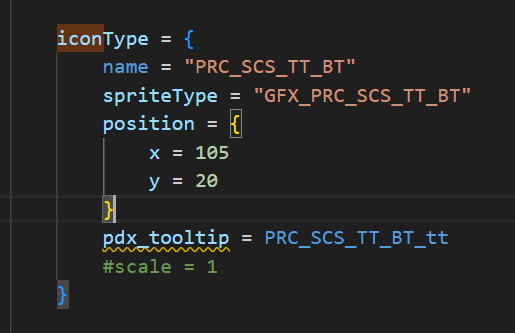 iconType = {
name = "PRC_SCS_TT_BT"
spriteType = "GFX_PRC_SCS_TT_BT"
position = {
x = 105
y = 20
}
pdx_tooltip = PRC_SCS_TT_BT_tt
#scale = 1
}